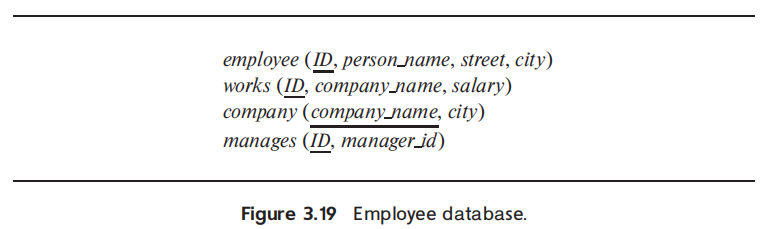 employee (ID, person_name, street, city)
works (ID, company_name, salary)
company (company_name, city)
manages (ID, manager_id)
Figure 3.19 Employee database.